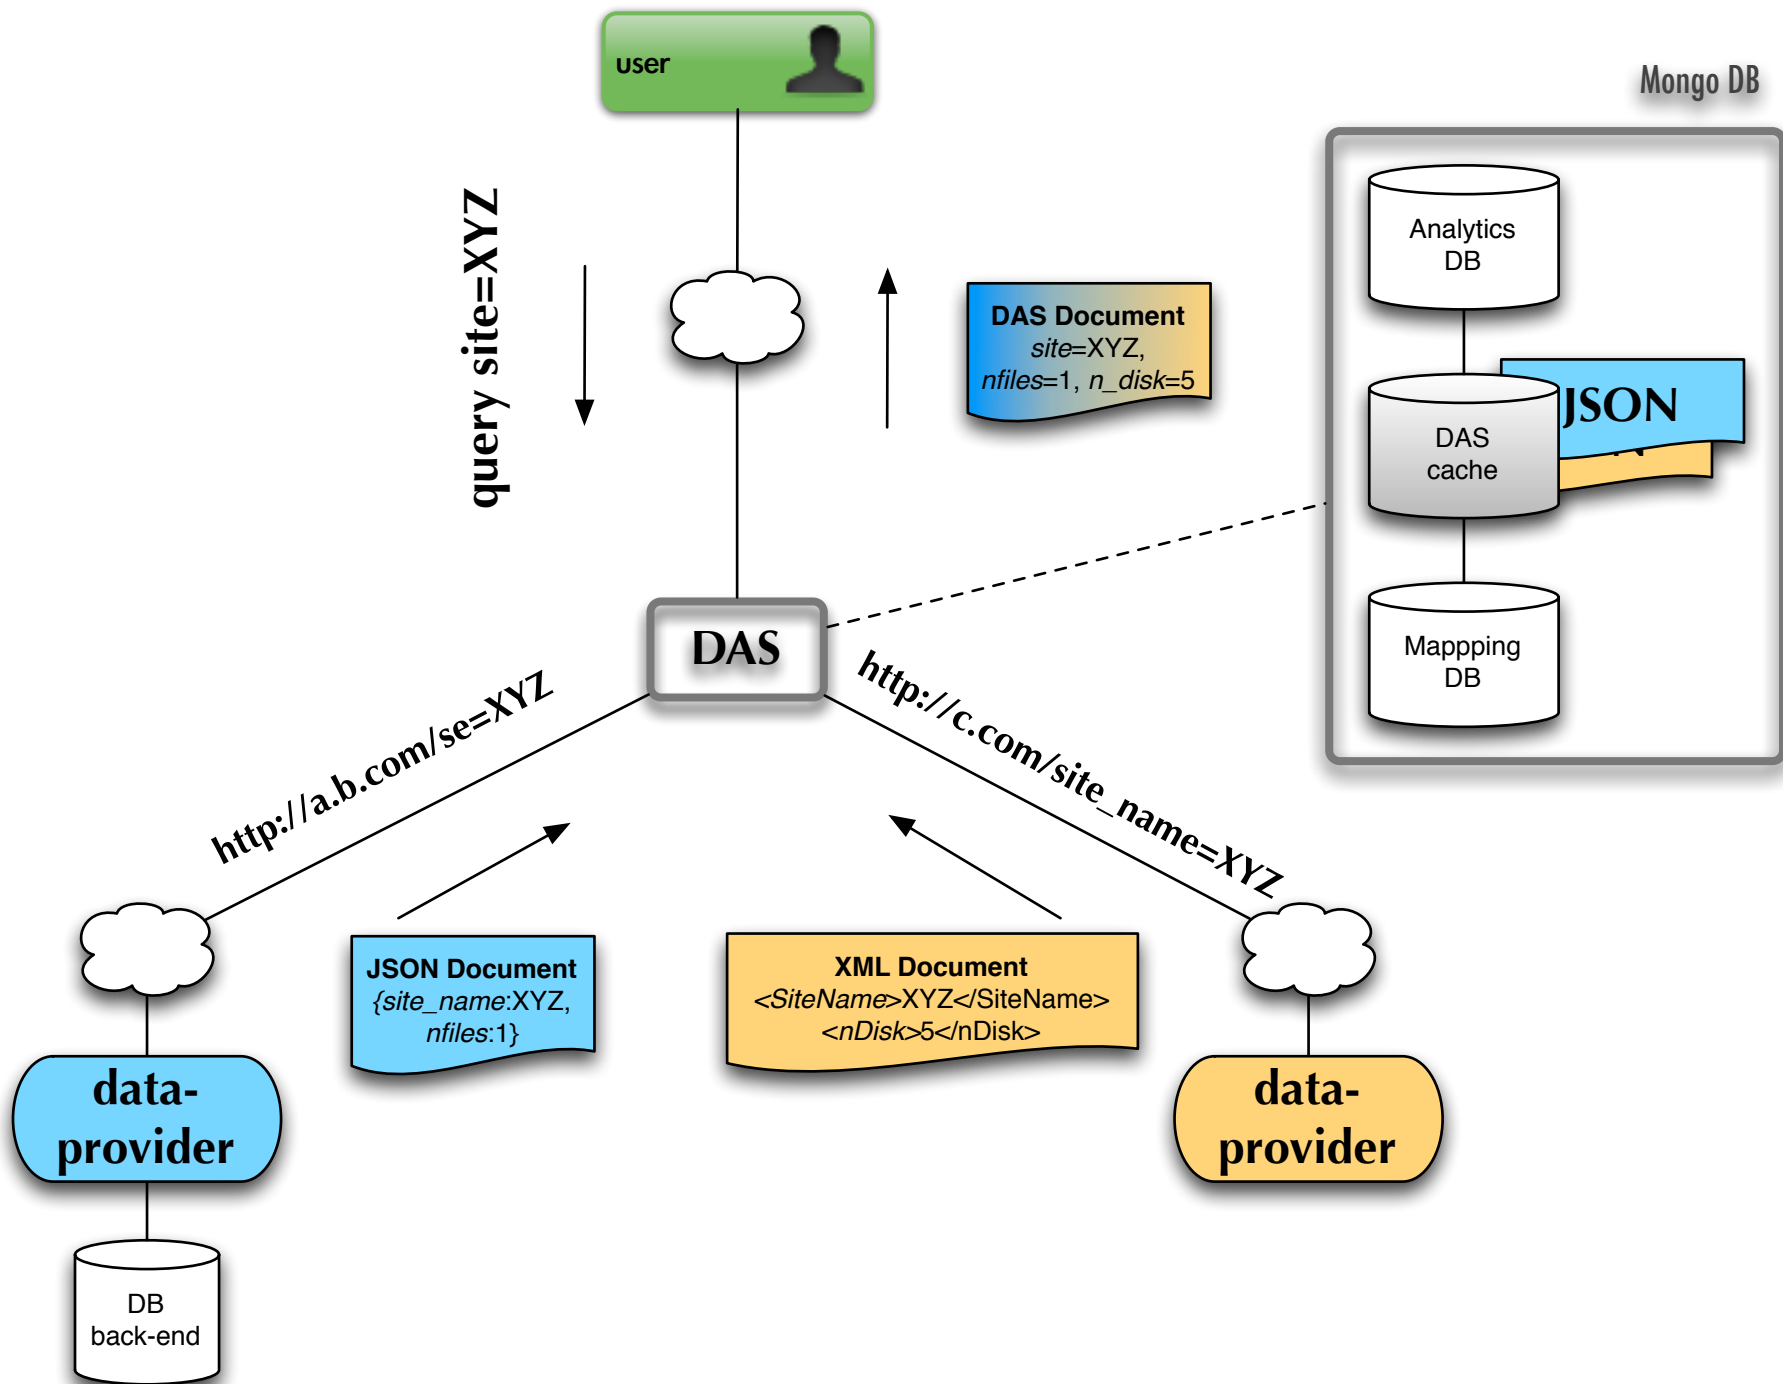 user
Mongo DB
query site=XYZ
DAS Document
site=XYZ,
nfiles=1, n_disk=5
Analytics
DB
JSON
DAS
cache
Mappping
DB
DAS
http://a.b.com/se=XYZ
http://c.com/site_name=XYZ
JSON Document
{site_name:XYZ,
nfiles:1}
XML Document
<SiteName>XYZ</SiteName>
<nDisk>5</nDisk>
data-
provider
data-
provider
DB
back-end